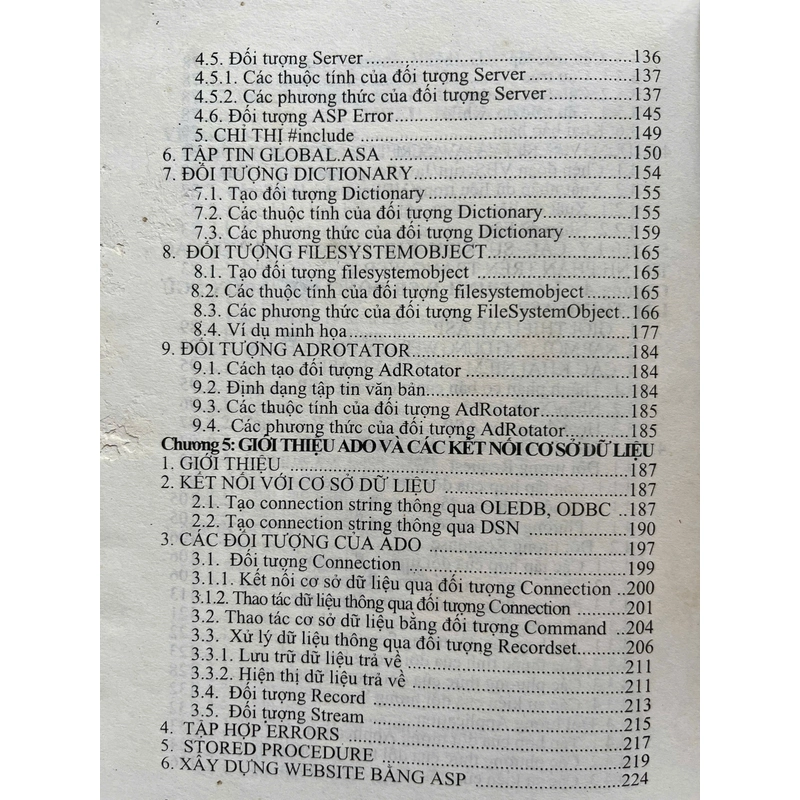 4.5. Đối tượng Server..............................................136
4.5.1. Các thuộc tính của đối tượng Server..................137
4.5.2. Các phương thức của đối tượng Server...............137
4.6. Đối tượng ASP Error.........................................145
5. CHỈ THỊ #include..............................................149
6. TẬP TIN GLOBAL.ASA..........................................150
7. ĐỐI TƯỢNG DICTIONARY........................................154
7.1. Tạo đối tượng Dictionary....................................155
7.2. Các thuộc tính của đối tượng Dictionary.................155
7.3. Các phương thức của đối tượng Dictionary...............159
8. ĐỐI TƯỢNG FILESYSTEMOBJECT...............................165
8.1. Tạo đối tượng filesystemobject............................165
8.2. Các thuộc tính của đối tượng filesystemobject..........165
8.3. Các phương thức của đối tượng FileSystemObject..166
8.4. Ví dụ minh họa................................................177
9. ĐỐI TƯỢNG ADROTATOR.........................................184
9.1. Cách tạo đối tượng AdRotator..............................184
9.2. Định dạng tập tin văn bản...................................184
9.3. Các thuộc tính của đối tượng AdRotator.................185
9.4. Các phương thức của đối tượng AdRotator..............185
Chương 5: GIỚI THIỆU ADO VÀ CÁC KẾT NỐI CƠ SỞ DỮ LIỆU
1. GIỚI THIỆU.....................................................187
2. KẾT NỐI VỚI CƠ SỞ DỮ LIỆU..................................187
2.1. Tạo connection string thông qua OLEDB, ODBC ..187
2.2. Tạo connection string thông qua DSN .................190
3. CÁC ĐỐI TƯỢNG CỦA ADO......................................197
3.1. Đối tượng Connection.......................................199
3.1.1. Kết nối cơ sở dữ liệu qua đối tượng Connection..200
3.1.2. Thao tác dữ liệu thông qua đối tượng Connection..........201
3.2. Thao tác cơ sở dữ liệu bằng đối tượng Command ..204
3.3. Xử lý dữ liệu thông qua đối tượng Recordset.........206
3.3.1. Lưu trữ dữ liệu trả về......................................211
3.3.2. Hiện thị dữ liệu trả về.....................................211
3.4. Đối tượng Record.............................................213
3.5. Đối tượng Stream.............................................215
4. TẬP HỢP ERRORS................................................217
5. STORED PROCEDURE............................................219
6. XÂY DỰNG WEBSITE BẰNG ASP................................224